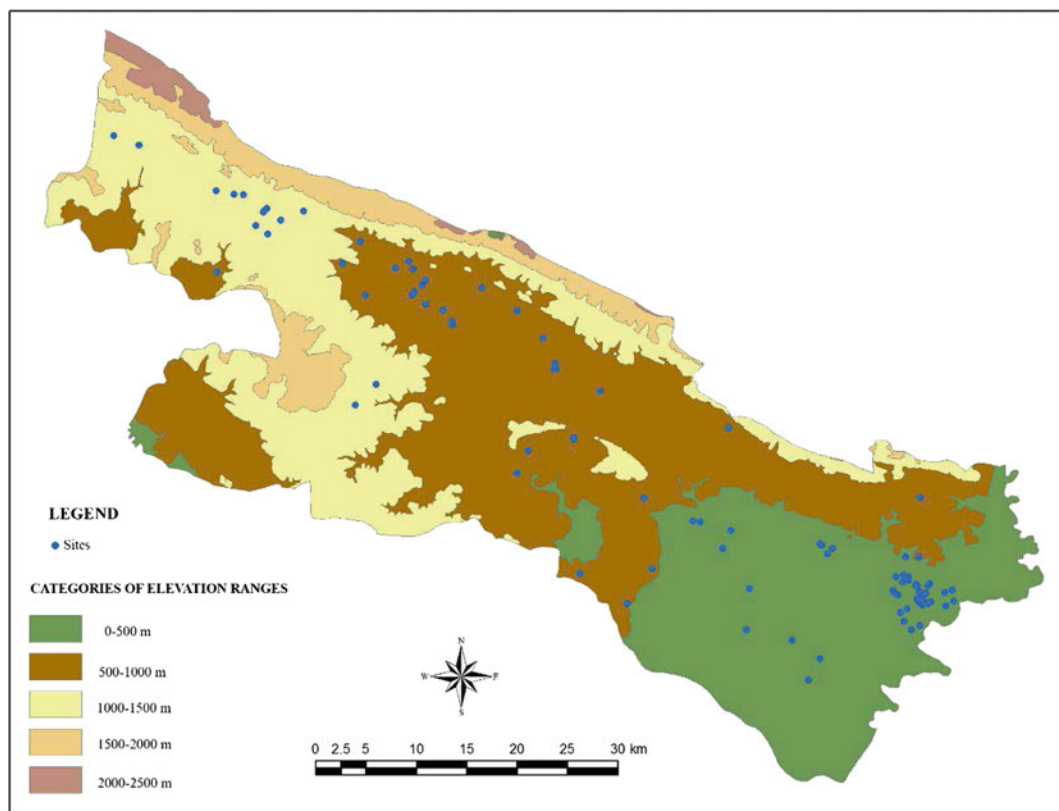 LEGEND
Sites
CATEGORIES OF ELEVATION RANGES
0-500 m
500-1000 m
1000-1500 m
1500-2000 m
2000-2500 m
N
W E
S
0 2.5 5 10 15 20 25 30 km